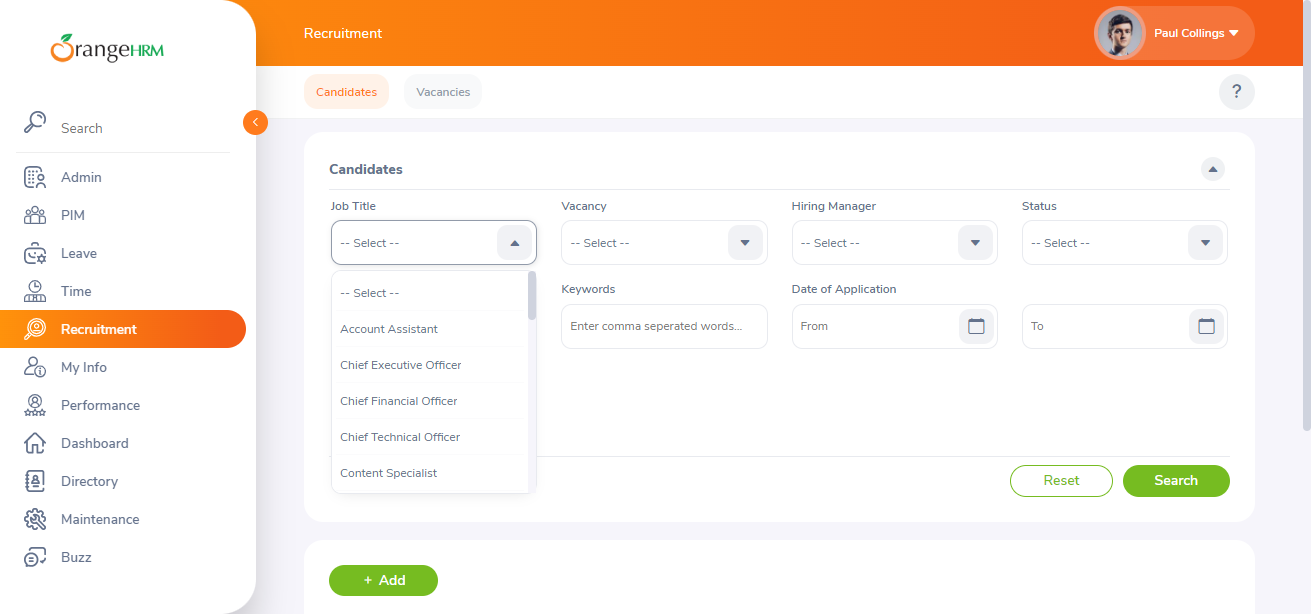 OrangeHRM
Recruitment
Paul Collings
Candidates
Vacancies
?
Search
Admin
PIM
Leave
Time
Recruitment
My Info
Performance
Dashboard
Directory
Maintenance
Buzz
Candidates
Job Title
Vacancy
Hiring Manager
Status
-- Select --
-- Select --
-- Select --
-- Select --
-- Select --
Account Assistant
Chief Executive Officer
Chief Financial Officer
Chief Technical Officer
Content Specialist
Keywords
Date of Application
Enter comma seperated words...
From
To
Reset
Search
+ Add